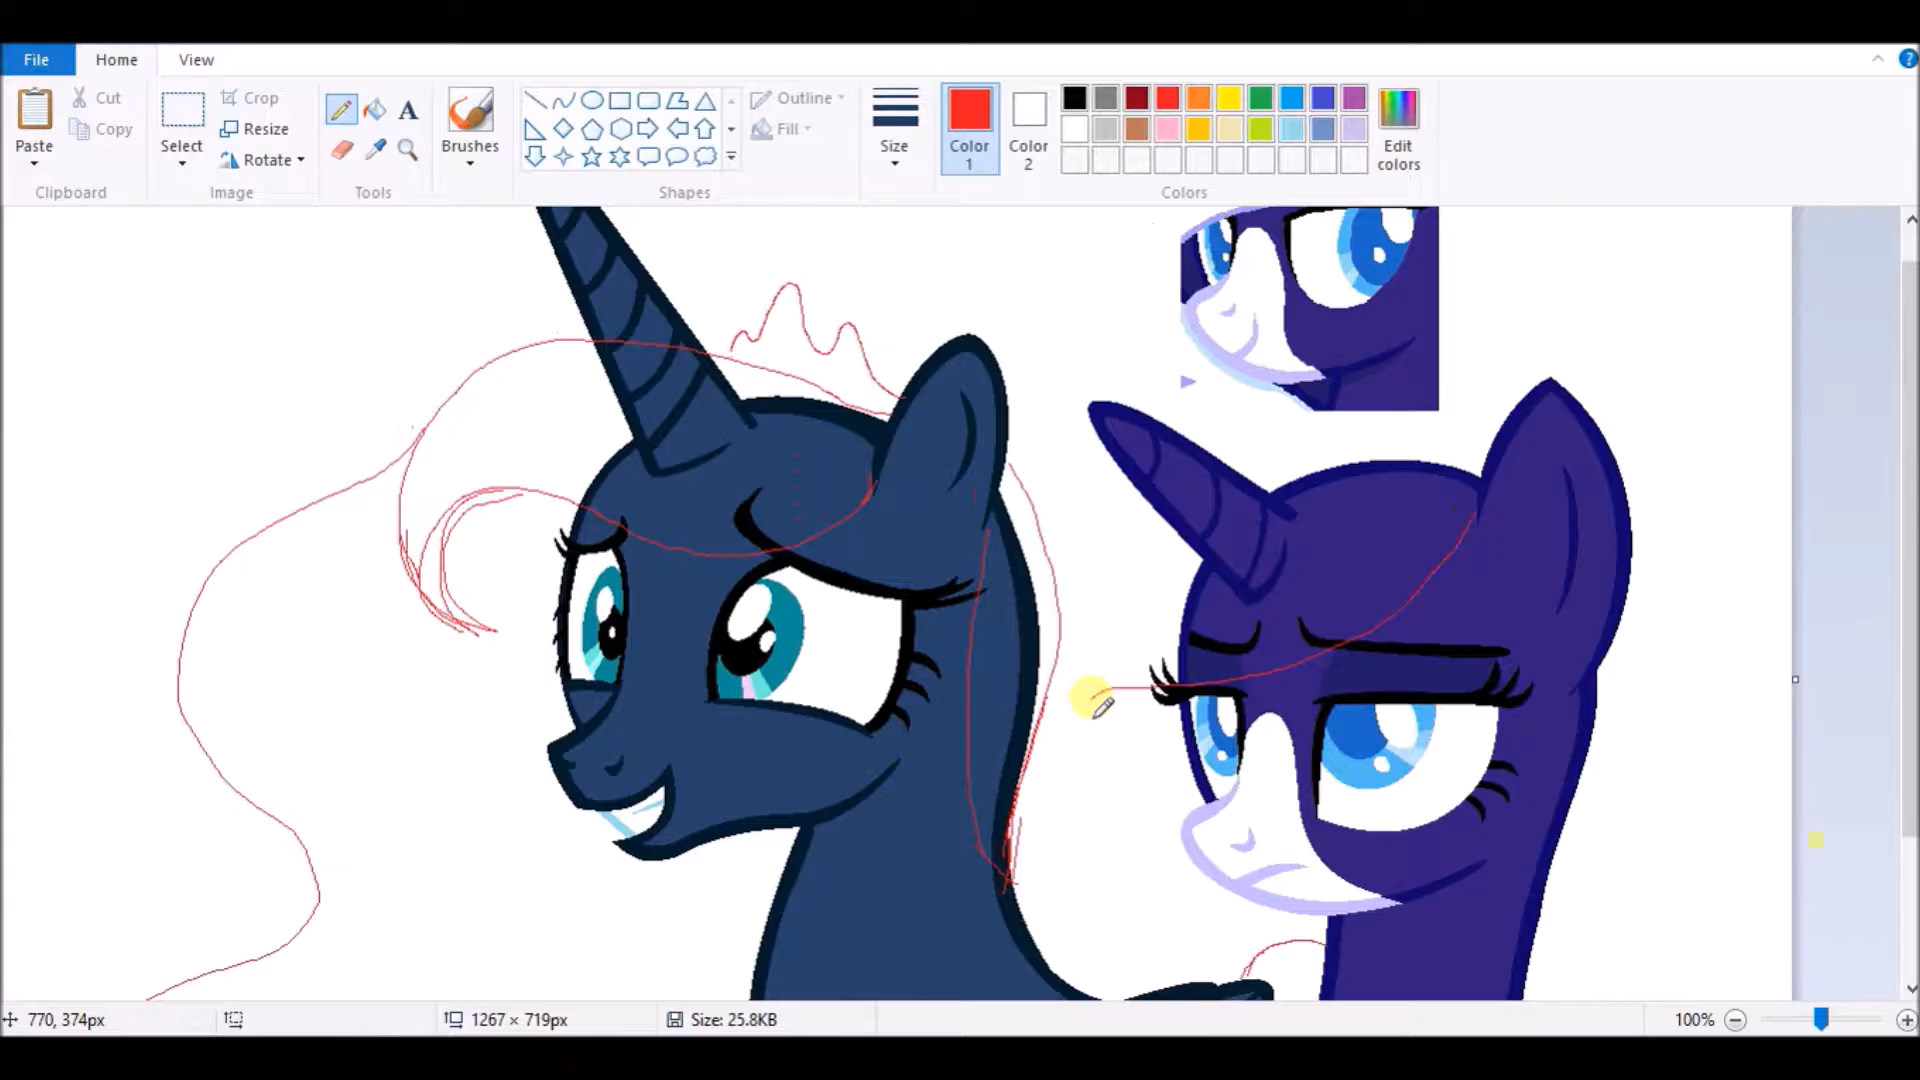 File Home View
Paste
Cut
Copy
Clipboard
Select
Crop
Resize
Rotate
Image
A
Tools
Brushes
Outline
Fill
Shapes
Size
Color
1
Color
2
Edit
colors
Colors
?
770, 374px
1267 × 719px
Size: 25.8KB
100%